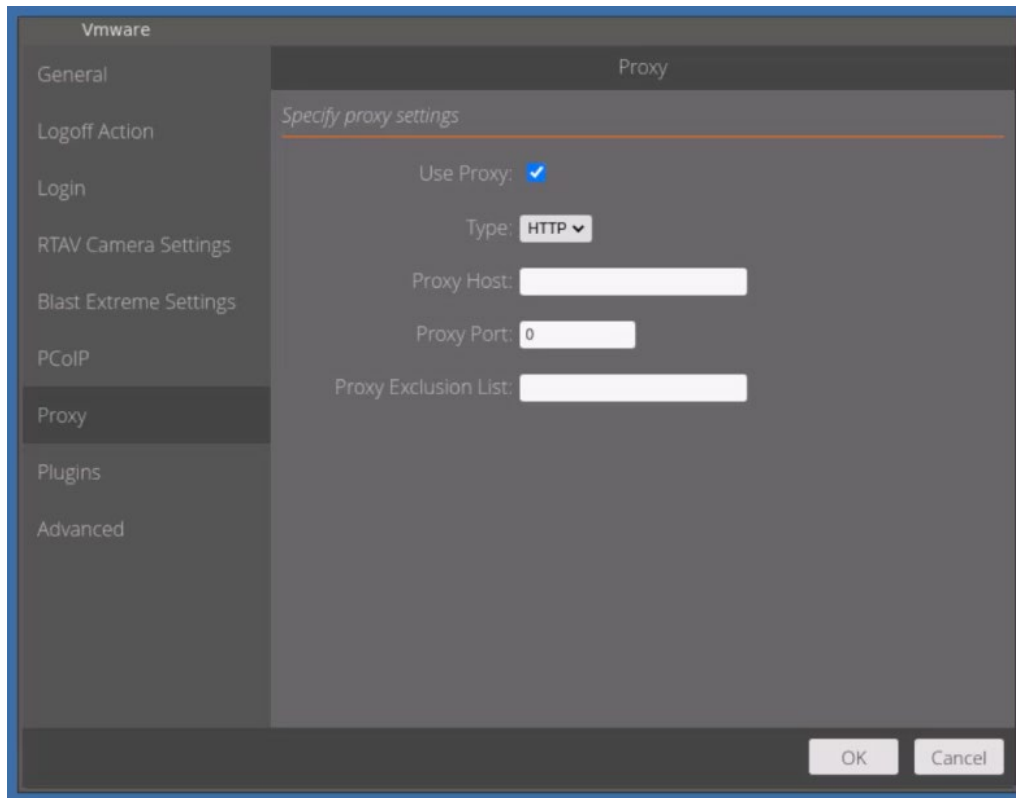 Vmware
General
Logoff Action
Login
RTAV Camera Settings
Blast Extreme Settings
PCoIP
Proxy
Plugins
Advanced
Proxy
Specify proxy settings
Use Proxy:
Type: HTTP
Proxy Host:
Proxy Port: 0
Proxy Exclusion List:
OK Cancel